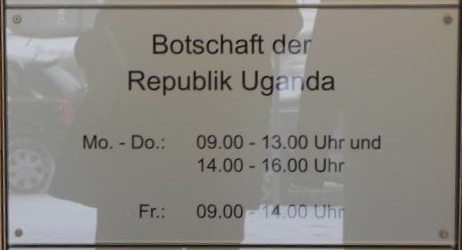 Botschaft der
Republik Uganda
Mo. - Do.: 09.00 - 13.00 Uhr und
14.00 - 16.00 Uhr
Fr.: 09.00 - 14.00 Uhr